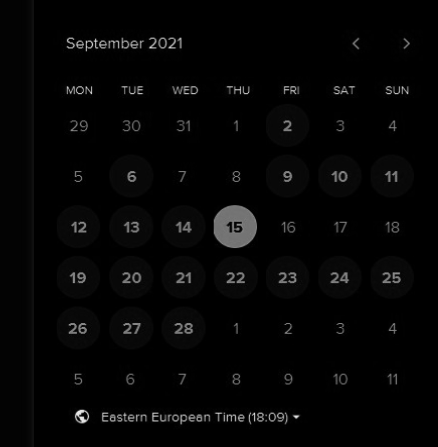 September 2021
MON TUE WED THU FRI SAT SUN
29 30 31 1 2 3 4
5 6 7 8 9 10 11
12 13 14 15 16 17 18
19 20 21 22 23 24 25
26 27 28 1 2 3 4
5 6 7 8 9 10 11
Eastern European Time (18:09)